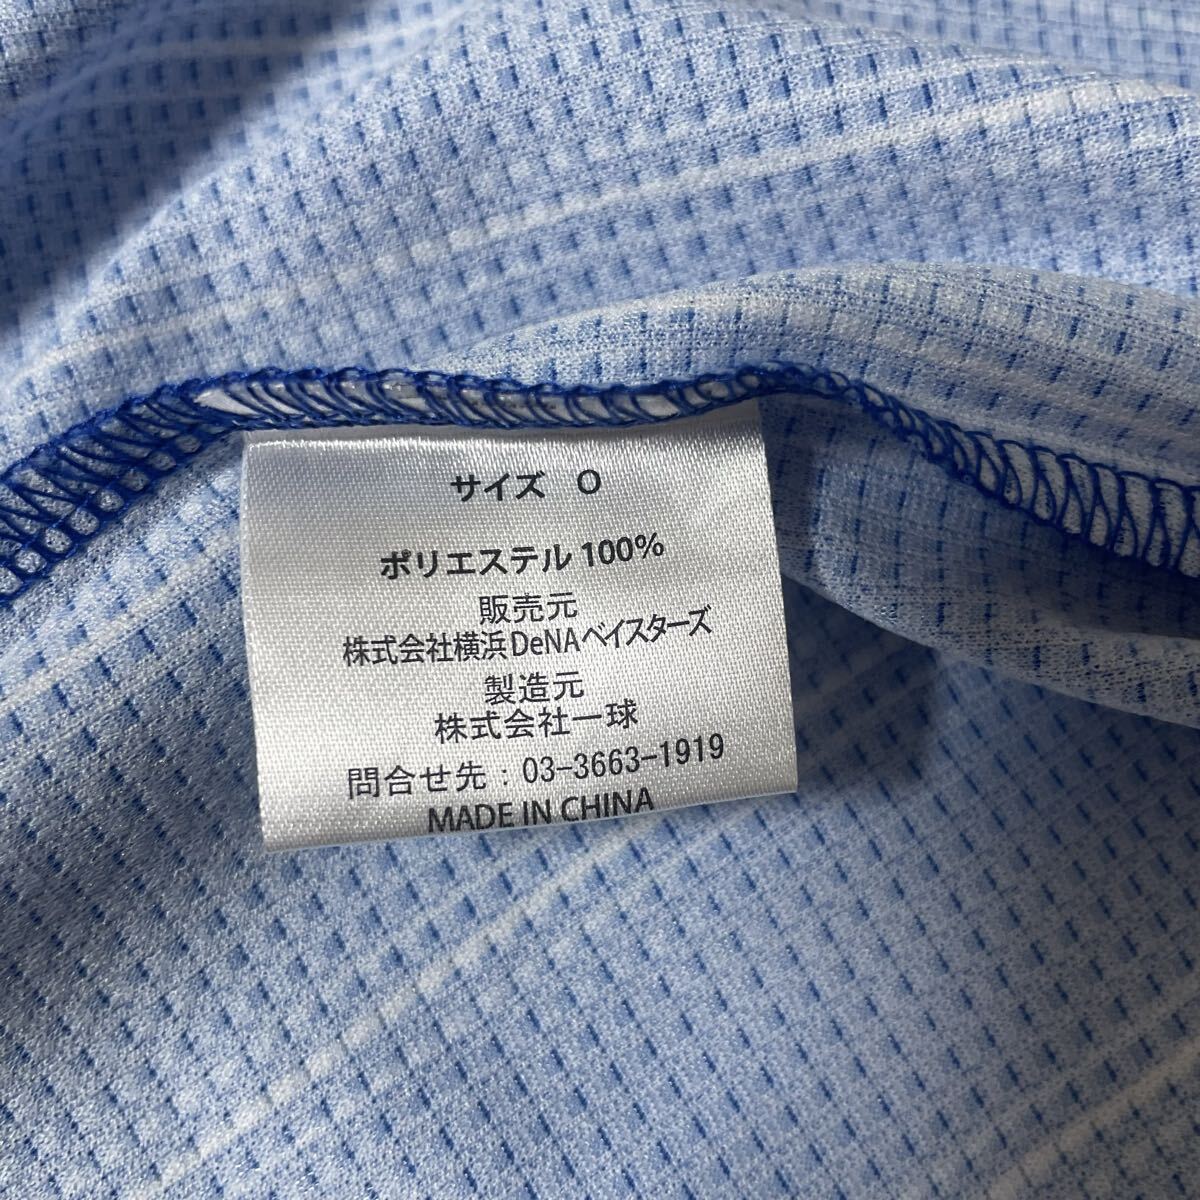 サイズ O
ポリエステル 100%
販売元
株式会社横浜DeNAベイスターズ
製造元
株式会社一球
問合せ先：03-3663-1919
MADE IN CHINA